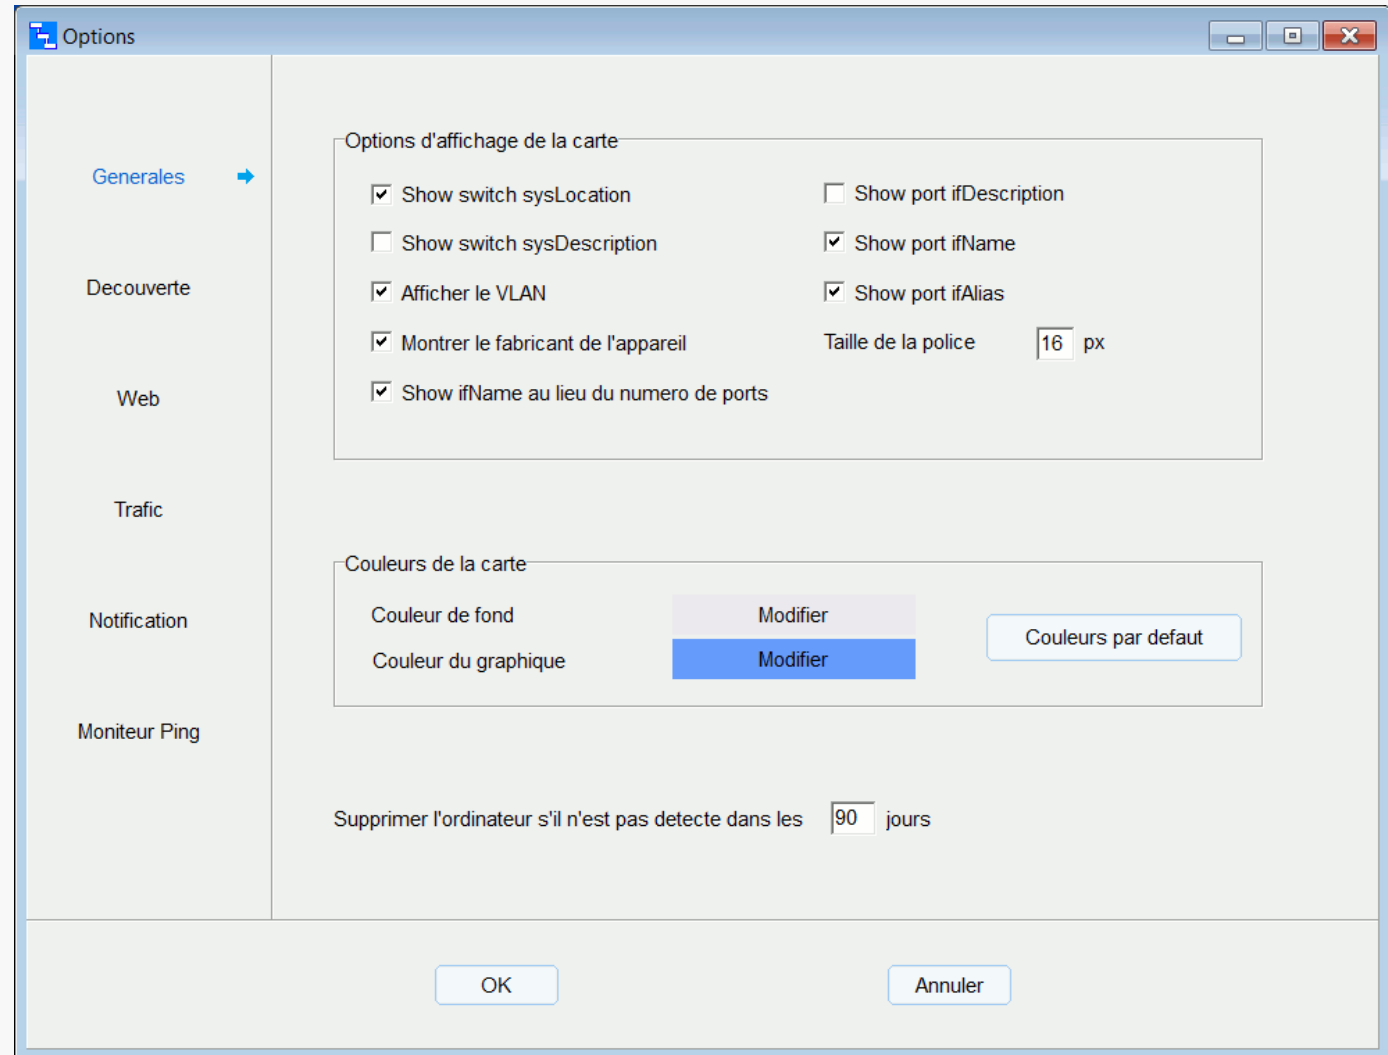 Options
Generales
Decouverte
Web
Trafic
Notification
Moniteur Ping
Options d'affichage de la carte
Show switch sysLocation
Show switch sysDescription
Afficher le VLAN
Montrer le fabricant de l'appareil
Show ifName au lieu du numero de ports
Show port ifDescription
Show port ifName
Show port ifAlias
Taille de la police 16 px
Couleurs de la carte
Couleur de fond Modifier
Couleur du graphique Modifier
Couleurs par defaut
Supprimer l'ordinateur s'il n'est pas detecte dans les 90 jours
OK
Annuler